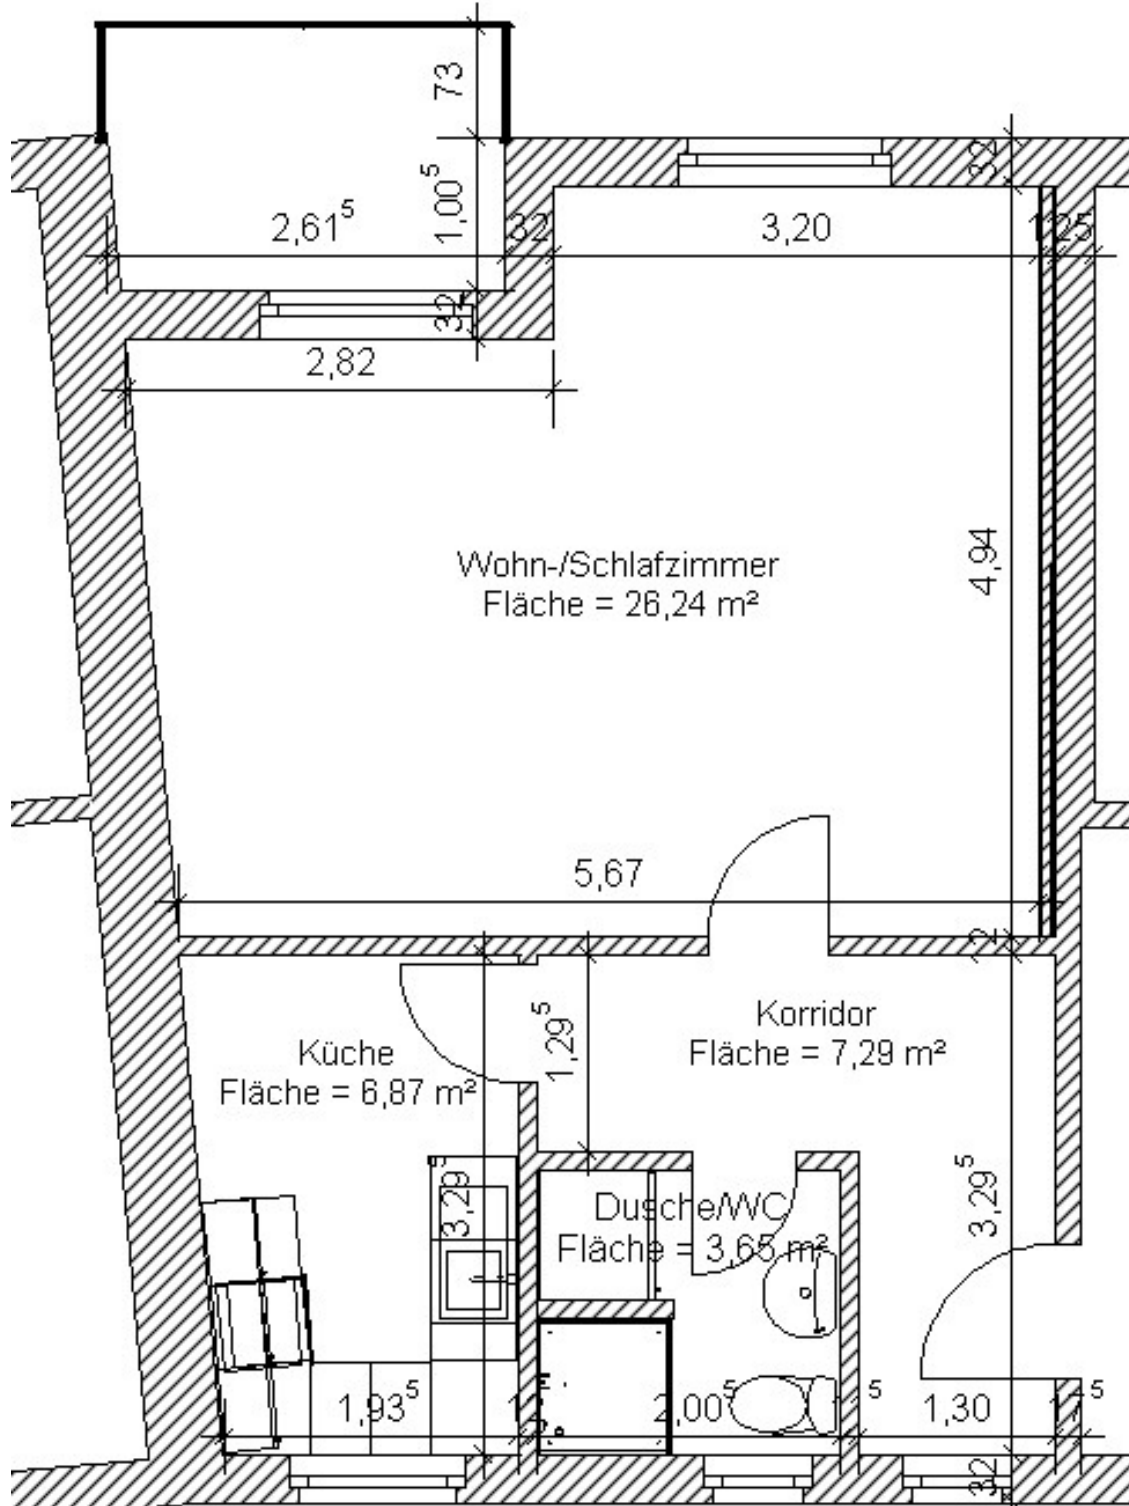 73
32
1,00⁵
2,61⁵
32
3,20
25
32
2,82
4,94
Wohn-/Schlafzimmer
Fläche = 26,24 m²
5,67
12
Korridor
Fläche = 7,29 m²
1,29⁵
Küche
Fläche = 6,87 m²
3,29⁵
3,29⁵
Dusche/WC
Fläche = 3,65 m²
1,93⁵
2,00⁵
1,30
32